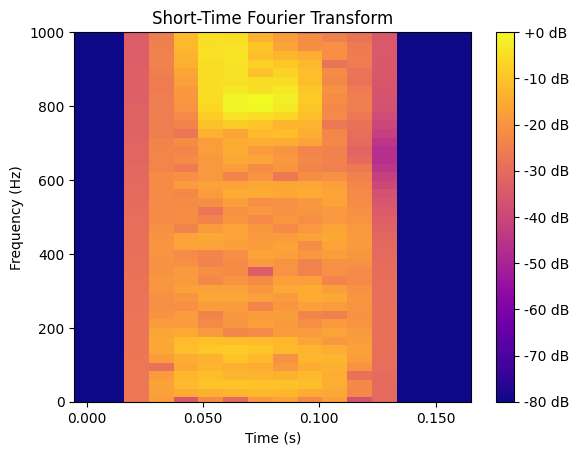 Short-Time Fourier Transform
Frequency (Hz)
1000
800
600
400
200
0
0.000
0.050
0.100
0.150
Time (s)
+0 dB
-10 dB
-20 dB
-30 dB
-40 dB
-50 dB
-60 dB
-70 dB
-80 dB